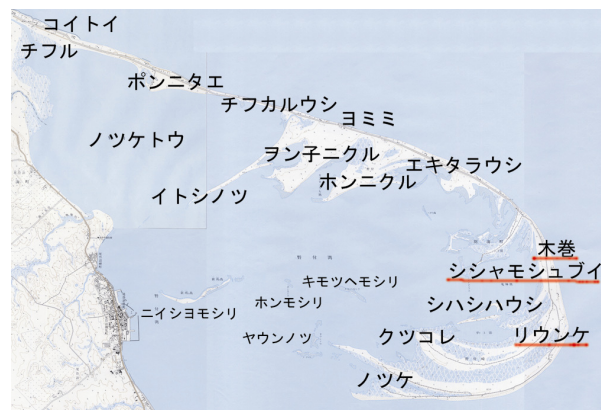 コイトイ
チフル
ポンニタエ
チフカルウシ
ヨミミ
ノツケトウ
ヲン子ニクル
エキタラウシ
ホンニクル
イトシノツ
木巻
シシャモシュブイ
キモツヘモシリ
ホンモシリ
シハシハウシ
ニイショモシリ
ヤウンノツ
クツコレ
リウンケ
ノツケ